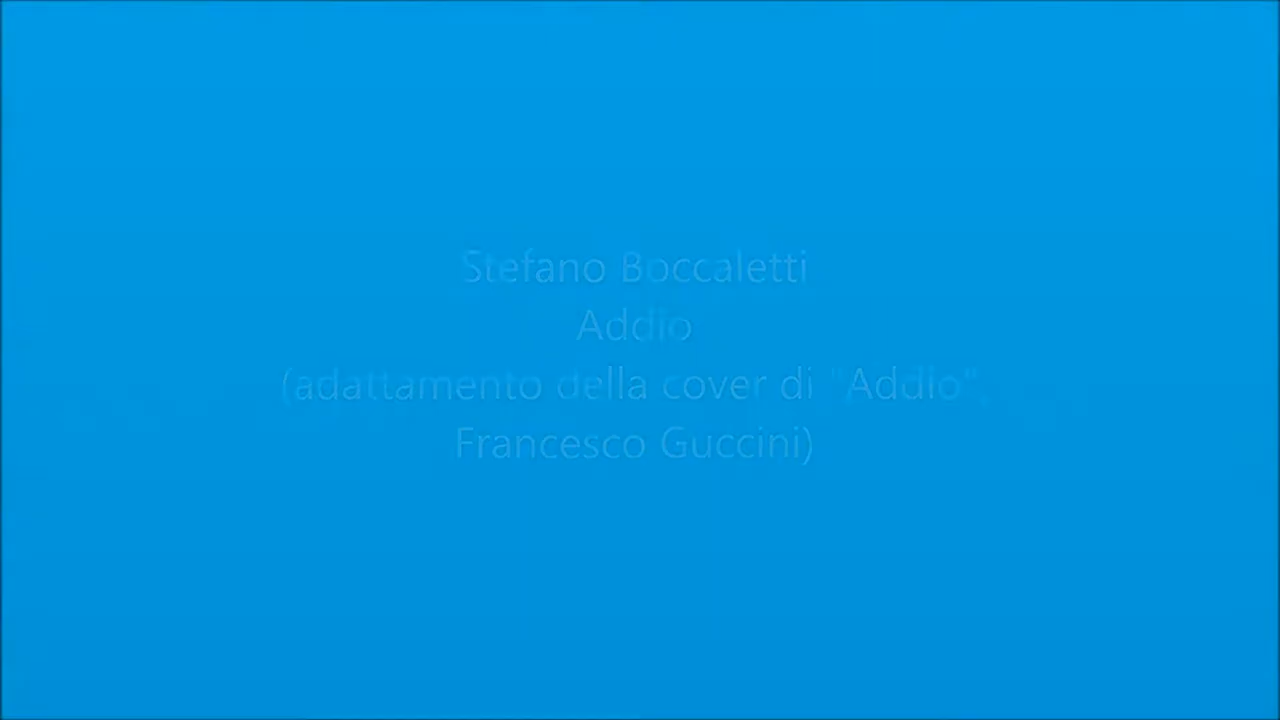 Stefano Boccaletti
Addio
(adattamento della cover di "Addio",
Francesco Guccini)